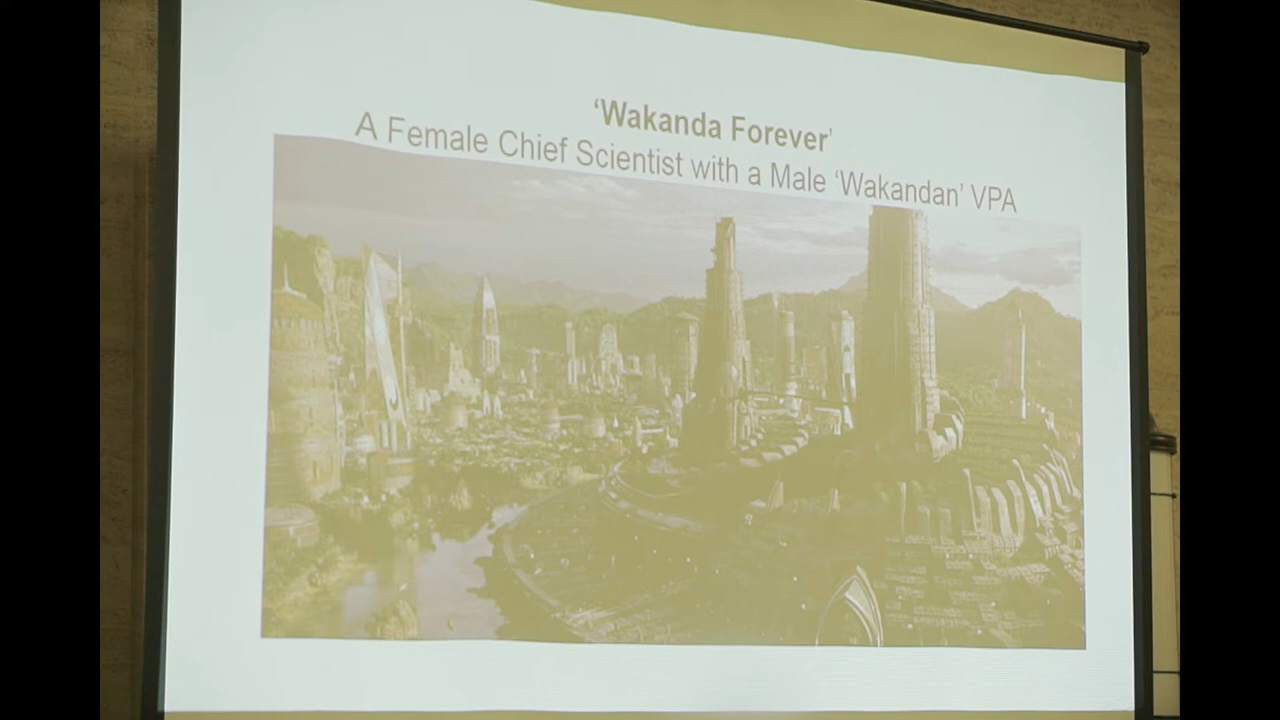 ‘Wakanda Forever’
A Female Chief Scientist with a Male ‘Wakandan’ VPA